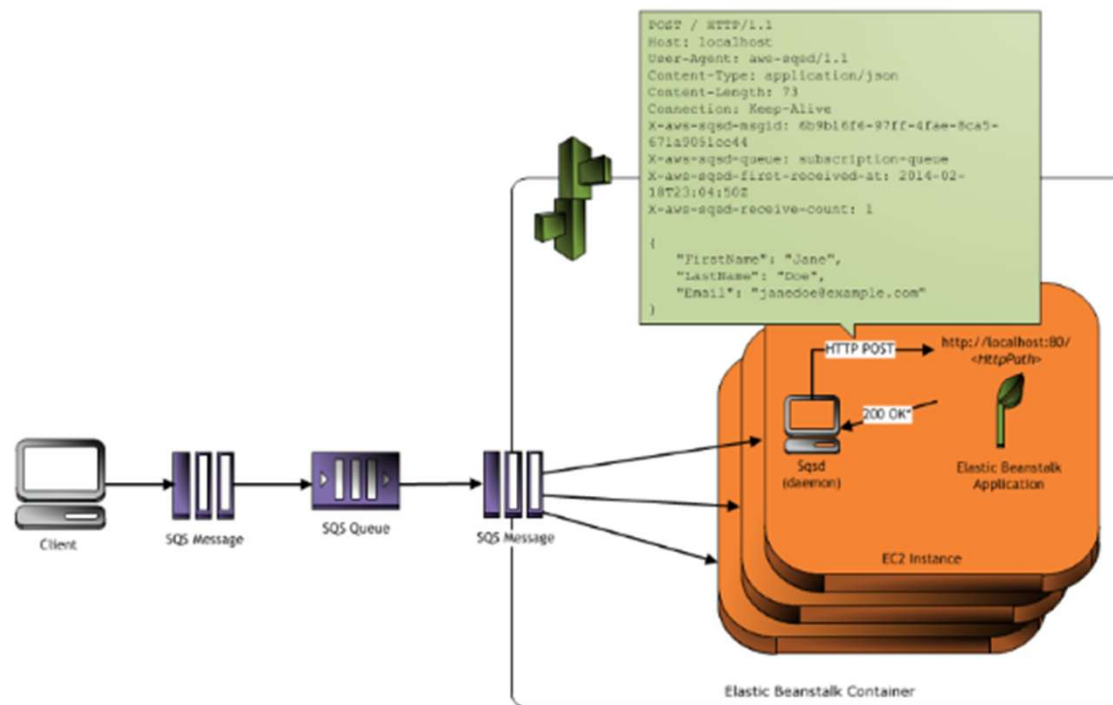 POST / HTTP/1.1
Host: localhost
User-Agent: aws-sqsd/1.1
Content-Type: application/json
Content-Length: 73
Connection: Keep-Alive
X-aws-sqsd-msgid: 6b9b16f6-97ff-4fae-8ca5-
671a9051cc44
X-aws-sqsd-queue: subscription-queue
X-aws-sqsd-first-received-at: 2014-02-
18T23:04:50Z
X-aws-sqsd-receive-count: 1
{
"FirstName": "Jane",
"LastName": "Doe",
"Email": "janedoe@example.com"
}
HTTP POST
http://localhost:80/
<HttpPath>
200 OK*
Sqsd
(daemon)
Elastic Beanstalk
Application
Client
SQS Message
SQS Queue
SQS Message
EC2 Instance
Elastic Beanstalk Container